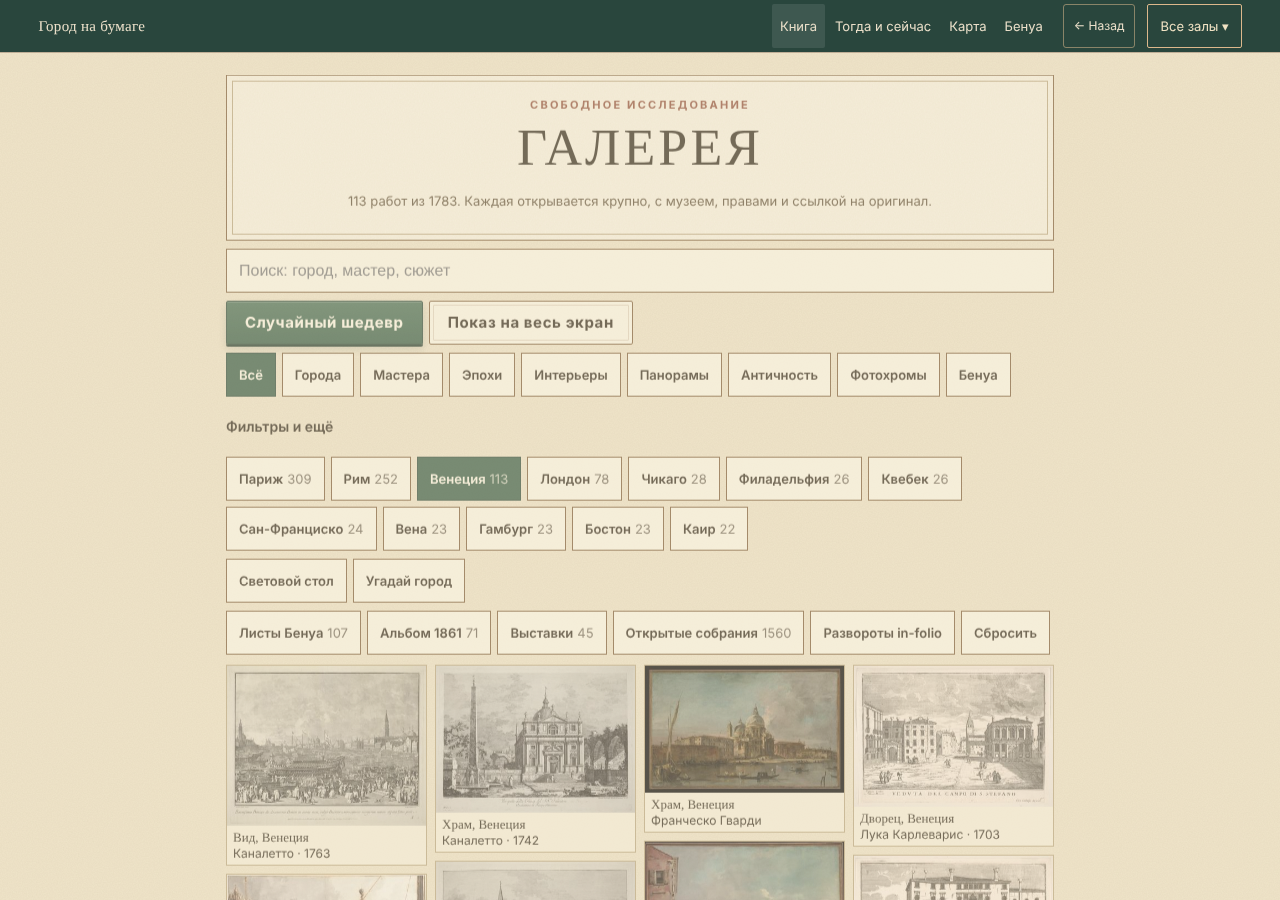 Город на бумаге
Книга Тогда и сейчас Карта Бенуа ← Назад Все залы ▾
СВОБОДНОЕ ИССЛЕДОВАНИЕ
ГАЛЕРЕЯ
113 работ из 1783. Каждая открывается крупно, с музеем, правами и ссылкой на оригинал.
Поиск: город, мастер, сюжет
Случайный шедевр Показ на весь экран
Всё Города Мастера Эпохи Интерьеры Панорамы Античность Фотохромы Бенуа
Фильтры и ещё
Париж 309 Рим 252 Венеция 113 Лондон 78 Чикаго 28 Филадельфия 26 Квебек 26
Сан-Франциско 24 Вена 23 Гамбург 23 Бостон 23 Каир 22
Световой стол Угадай город
Листы Бенуа 107 Альбом 1861 71 Выставки 45 Открытые собрания 1560 Развороты in-folio Сбросить
Вид, Венеция
Каналетто · 1763
Храм, Венеция
Каналетто · 1742
Храм, Венеция
Франческо Гварди
Дворец, Венеция
Лука Карлеварис · 1703